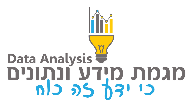 Data Analysis
מגמת מידע ונתונים
כי ידע זה כוח